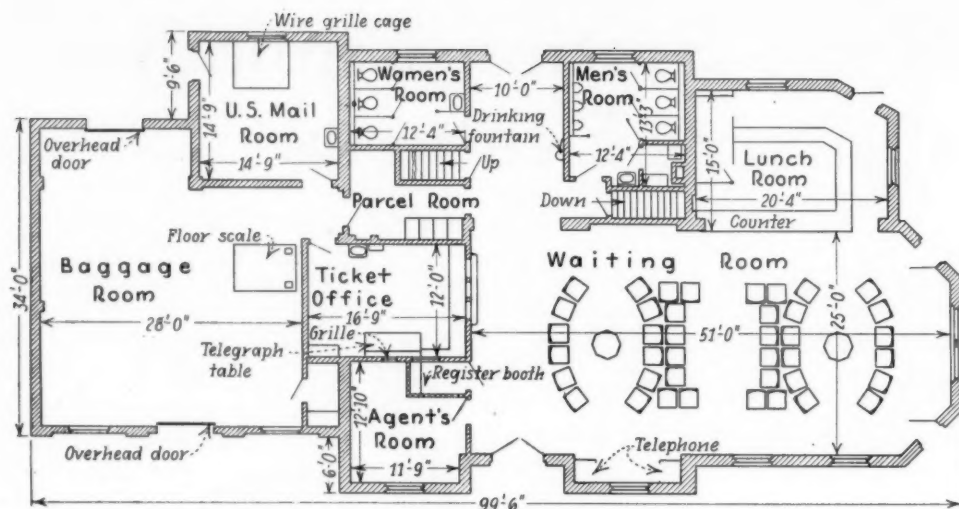 Wire grille cage
9'-6"
14'-9"
U.S. Mail
Room
14'-9"
Women's
Room
12'-4"
10'-0"
Drinking
fountain
Men's
Room
13'-3"
12'-4"
15'-0"
Lunch
Room
20'-4"
Counter
Overhead
door
Up
Down
Parcel Room
Floor scale
Baggage
Room
34'-0"
28'-0"
Ticket
Office
16'-9"
12'-0"
Grille
Telegraph
table
Register booth
Waiting Room
51'-0"
25'-0"
12'-10"
Agent's
Room
11'-9"
6'-0"
Overhead door
Telephone
99'-6"